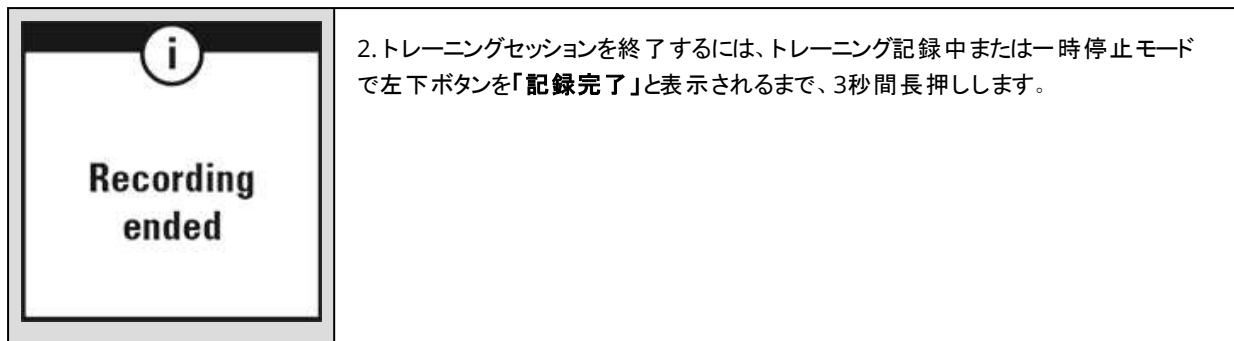 i
Recording
ended
2. トレーニングセッションを終了するには、トレーニング記録中または一時停止モード
で左下ボタンを「記録完了」と表示されるまで、3秒間長押しします。